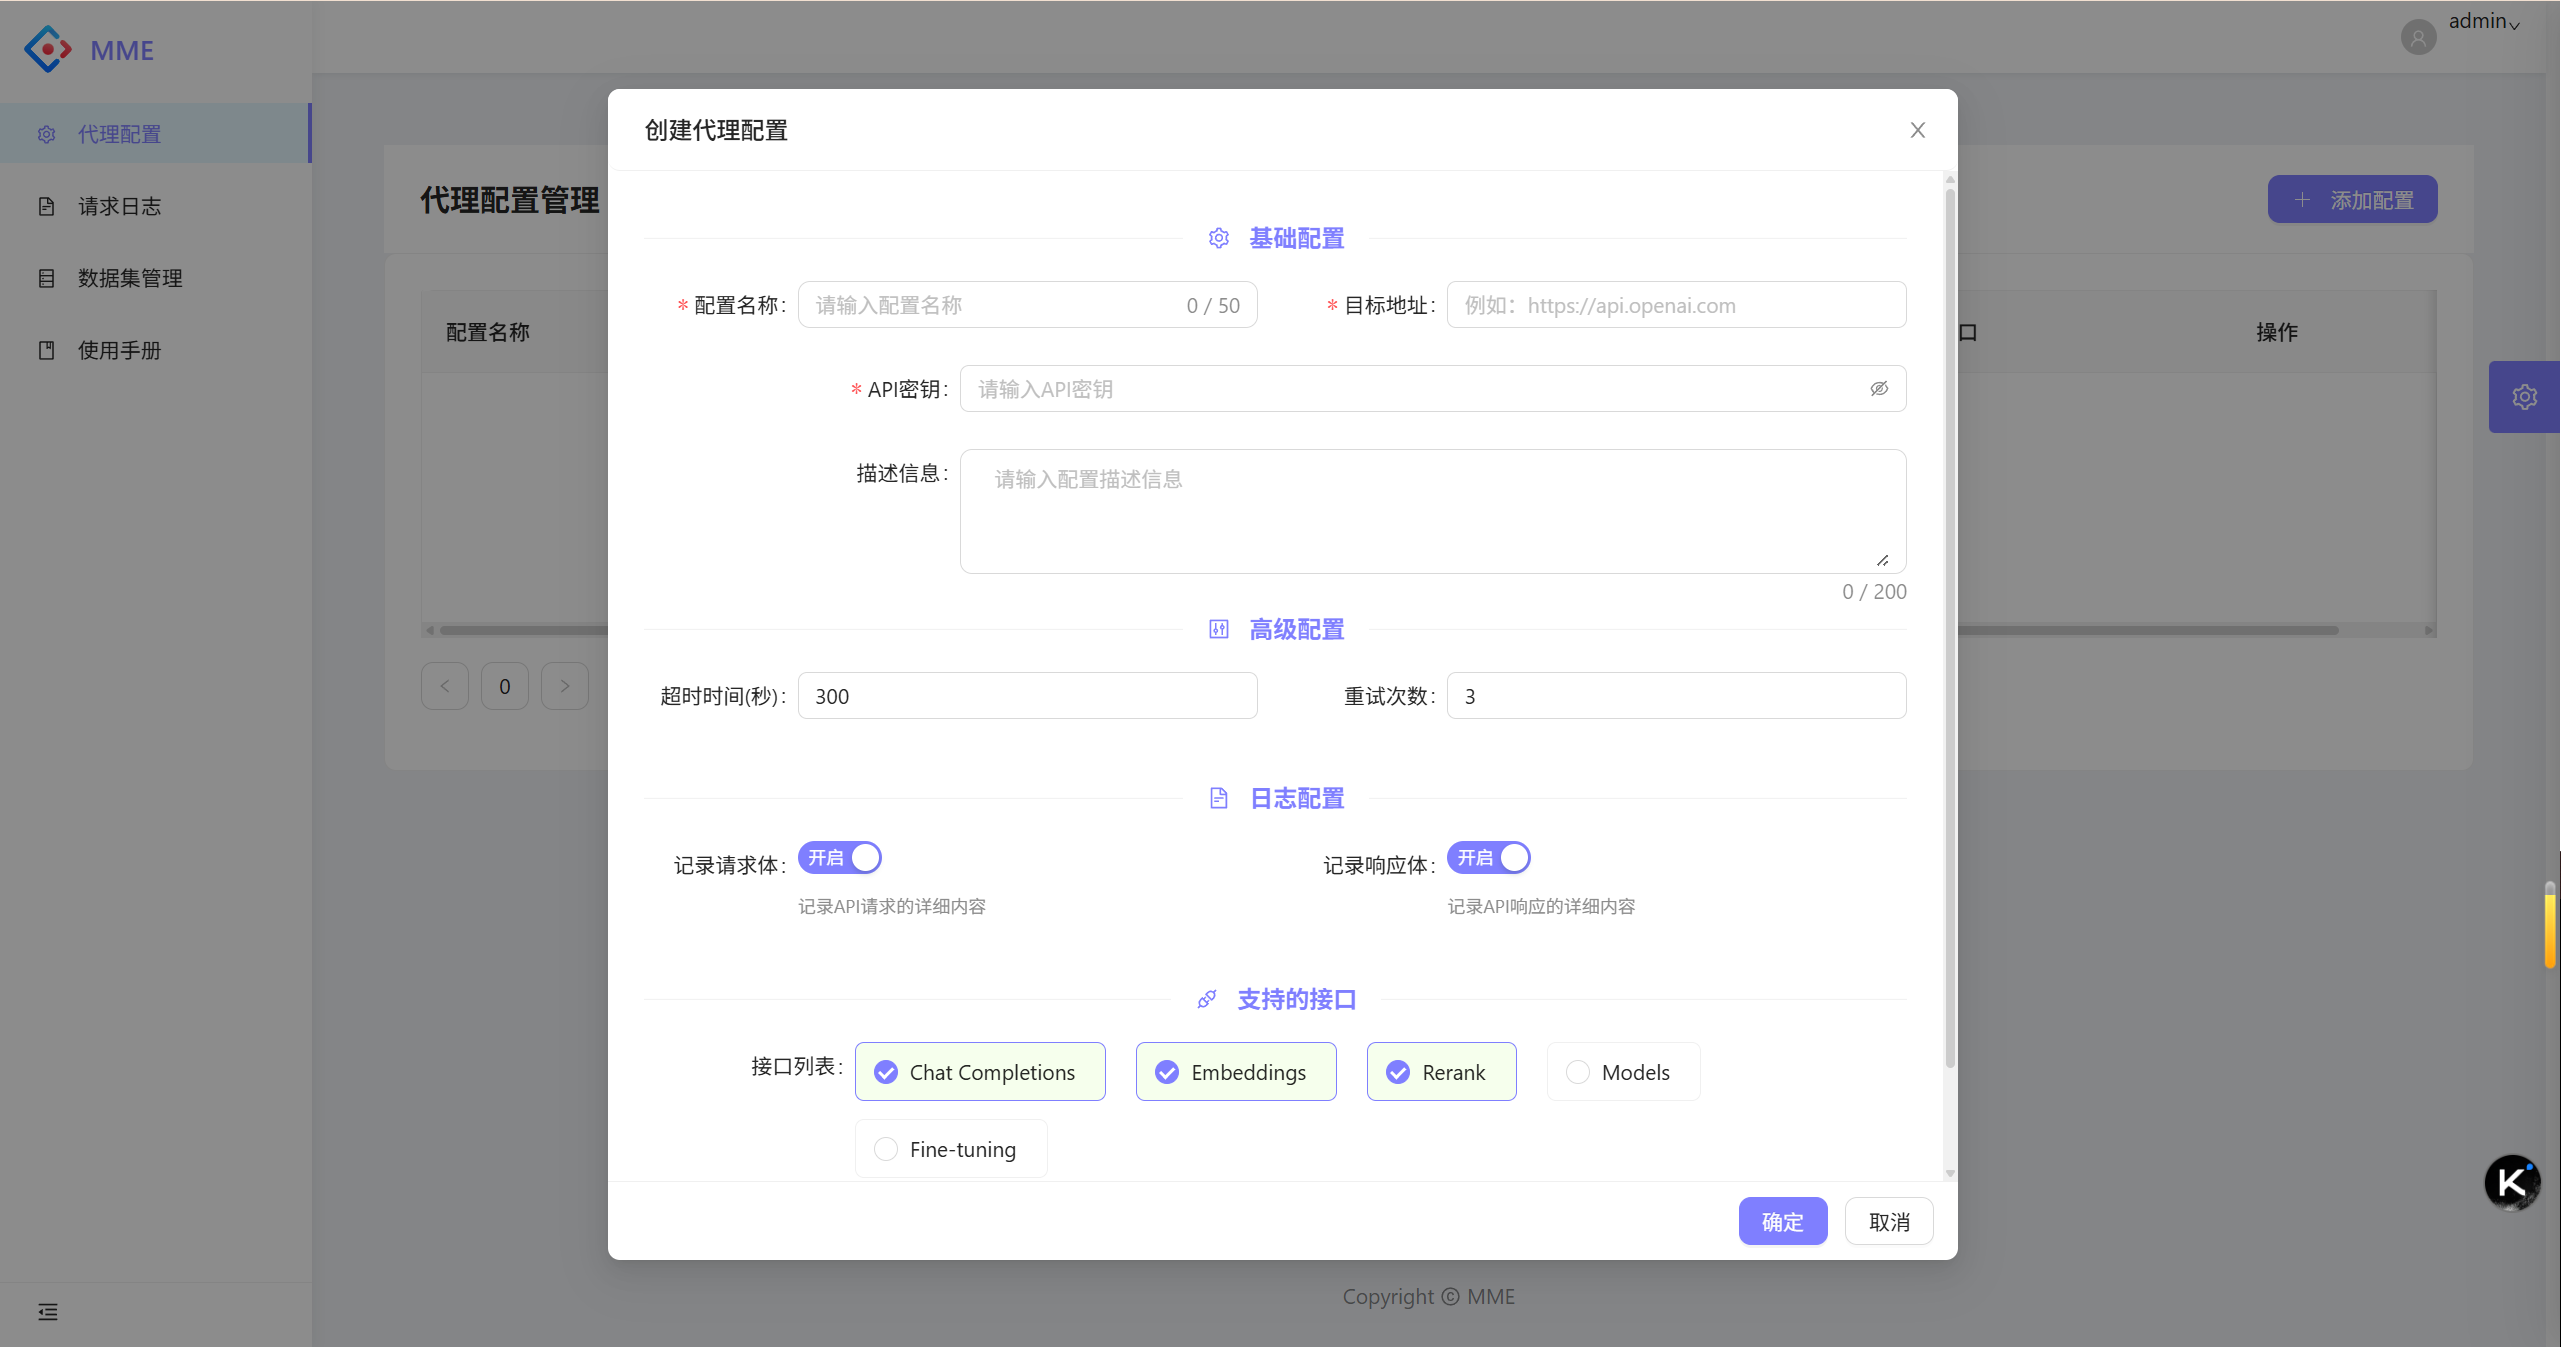 MME
admin
代理配置
请求日志
数据集管理
使用手册
代理配置管理
添加配置
配置名称
口
操作
0
创建代理配置
基础配置
* 配置名称: 请输入配置名称 0 / 50
* 目标地址: 例如：https://api.openai.com
* API密钥: 请输入API密钥
描述信息: 请输入配置描述信息
0 / 200
高级配置
超时时间(秒): 300
重试次数: 3
日志配置
记录请求体: 开启
记录API请求的详细内容
记录响应体: 开启
记录API响应的详细内容
支持的接口
接口列表: Chat Completions Embeddings Rerank Models
Fine-tuning
确定 取消
Copyright © MME
K